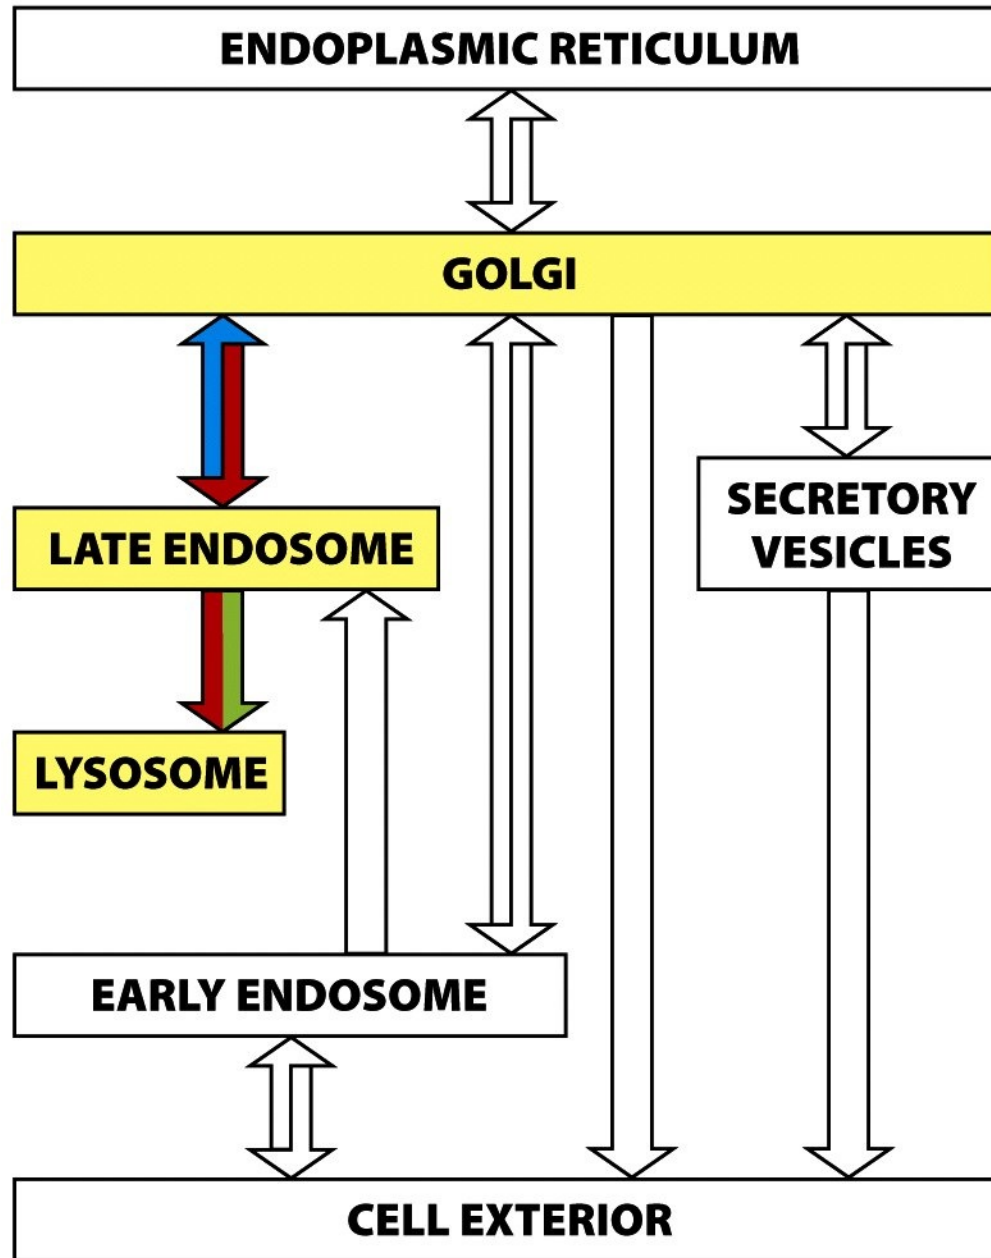 ENDOPLASMIC RETICULUM
GOLGI
LATE ENDOSOME
SECRETORY
VESICLES
LYSOSOME
EARLY ENDOSOME
CELL EXTERIOR